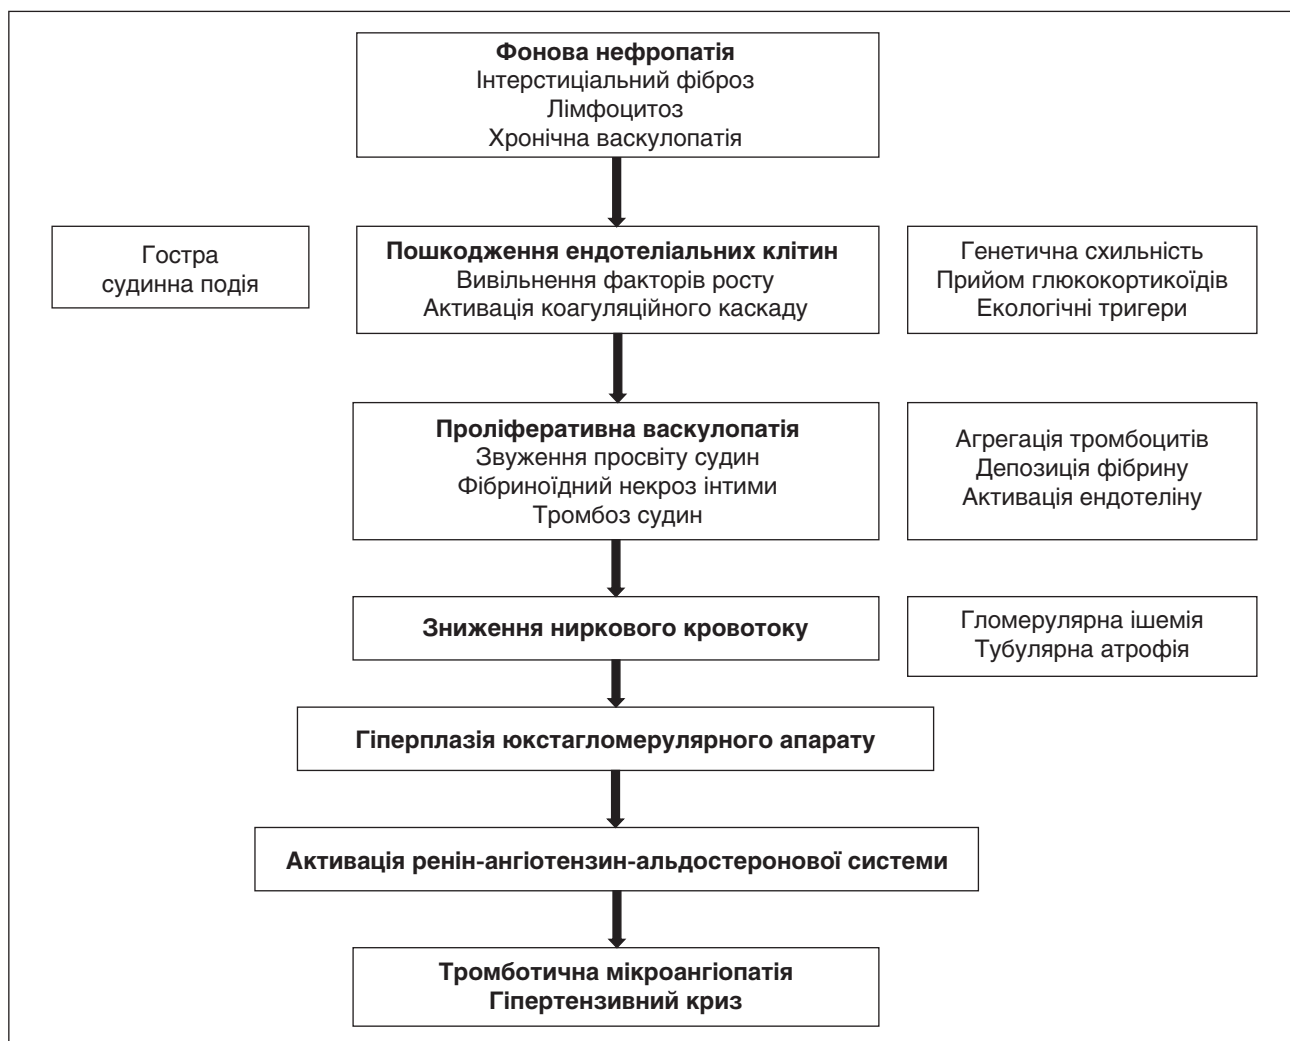 Фонова нефропатія
Інтерстиціальний фіброз
Лімфоцитоз
Хронічна васкулопатія
Гостра
судинна подія
Пошкодження ендотеліальних клітин
Вивільнення факторів росту
Активація коагуляційного каскаду
Генетична схильність
Прийом глюкокортикоїдів
Екологічні тригери
Проліферативна васкулопатія
Звуження просвіту судин
Фібриноїдний некроз інтими
Тромбоз судин
Агрегація тромбоцитів
Депозиція фібрину
Активація ендотеліну
Зниження ниркового кровотоку
Гломерулярна ішемія
Тубулярна атрофія
Гіперплазія юкстагломерулярного апарату
Активація ренін-ангіотензин-альдостеронової системи
Тромботична мікроангіопатія
Гіпертензивний криз